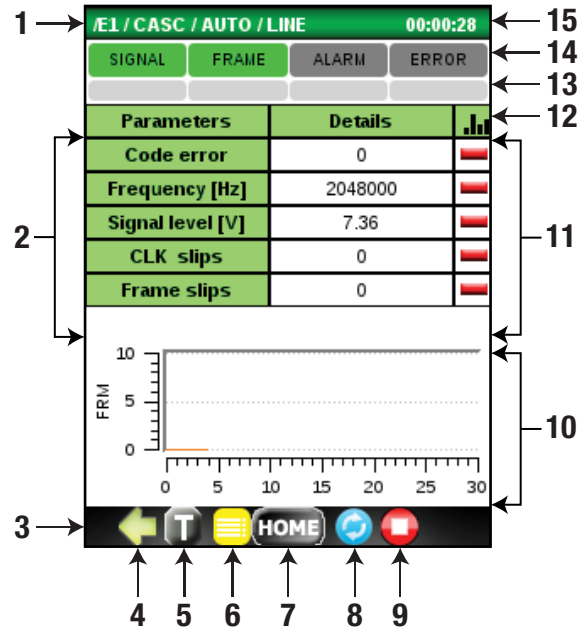 1
/E1 / CASC / AUTO / LINE 00:00:28
15
SIGNAL FRAME ALARM ERROR
14
13
Parameters Details
12
Code error 0
Frequency [Hz] 2048000
Signal level [V] 7.36
CLK slips 0
Frame slips 0
2
11
10
5
0
FRM
0 5 10 15 20 25 30
10
3
T
HOME
4 5 6 7 8 9